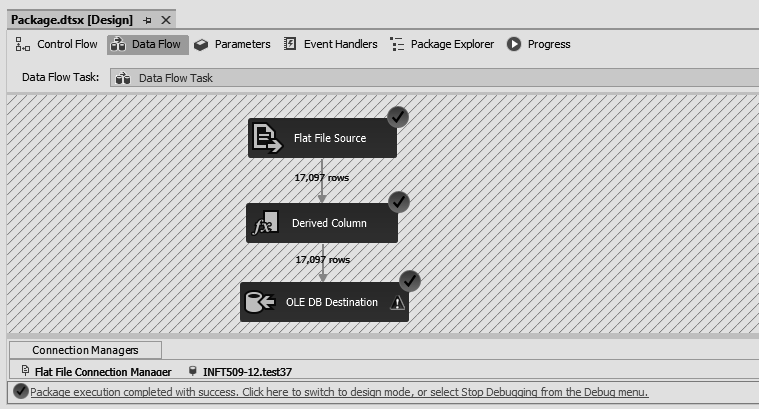 Package.dtsx [Design]
Control Flow Data Flow Parameters Event Handlers Package Explorer Progress
Data Flow Task: Data Flow Task
Flat File Source
17,097 rows
fx Derived Column
17,097 rows
OLE DB Destination
Connection Managers
Flat File Connection Manager INFT509-12.test37
Package execution completed with success. Click here to switch to design mode, or select Stop Debugging from the Debug menu.